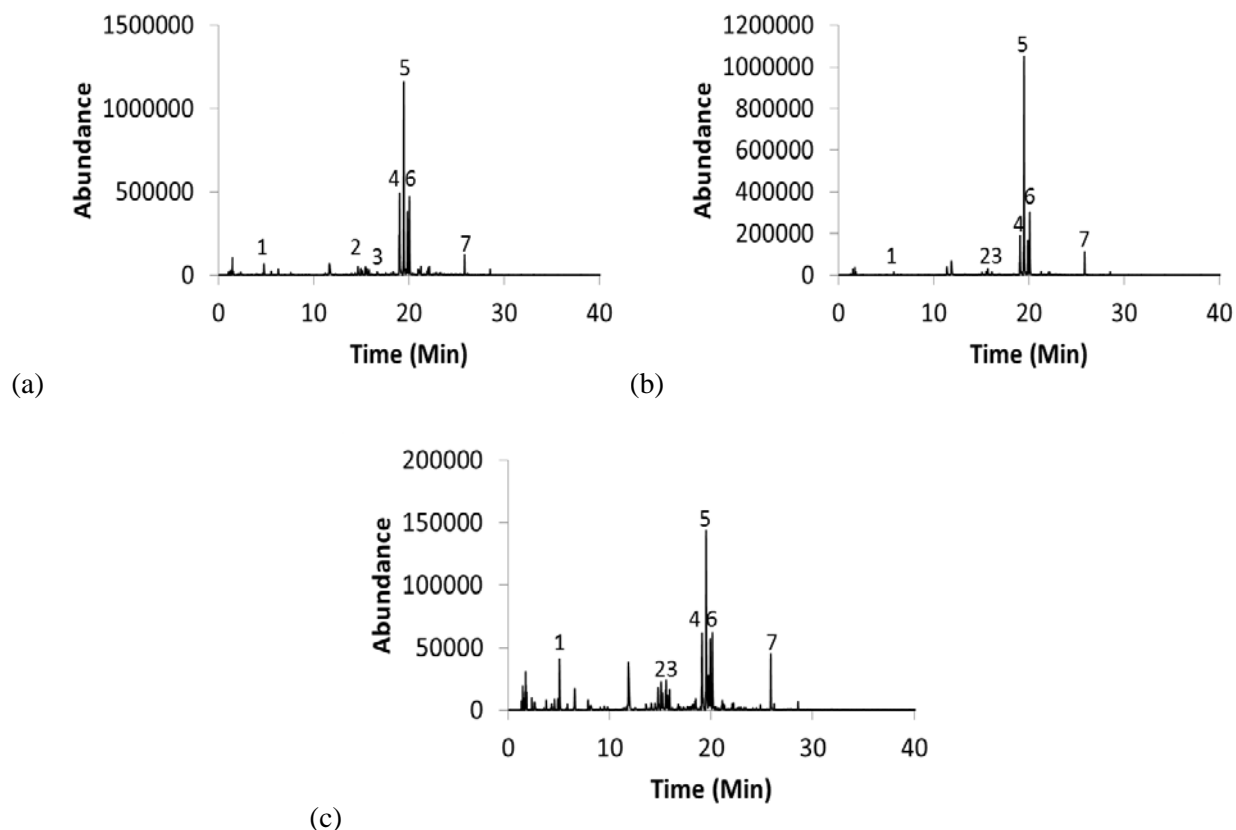 1500000
1000000
500000
0
Abundance
0 10 20 30 40
Time (Min)
1 2 3 4 5 6 7
(a)
1200000
1000000
800000
600000
400000
200000
0
Abundance
0 10 20 30 40
Time (Min)
1 23 4 5 6 7
(b)
200000
150000
100000
50000
0
Abundance
0 10 20 30 40
Time (Min)
1 23 4 5 6 7
(c)